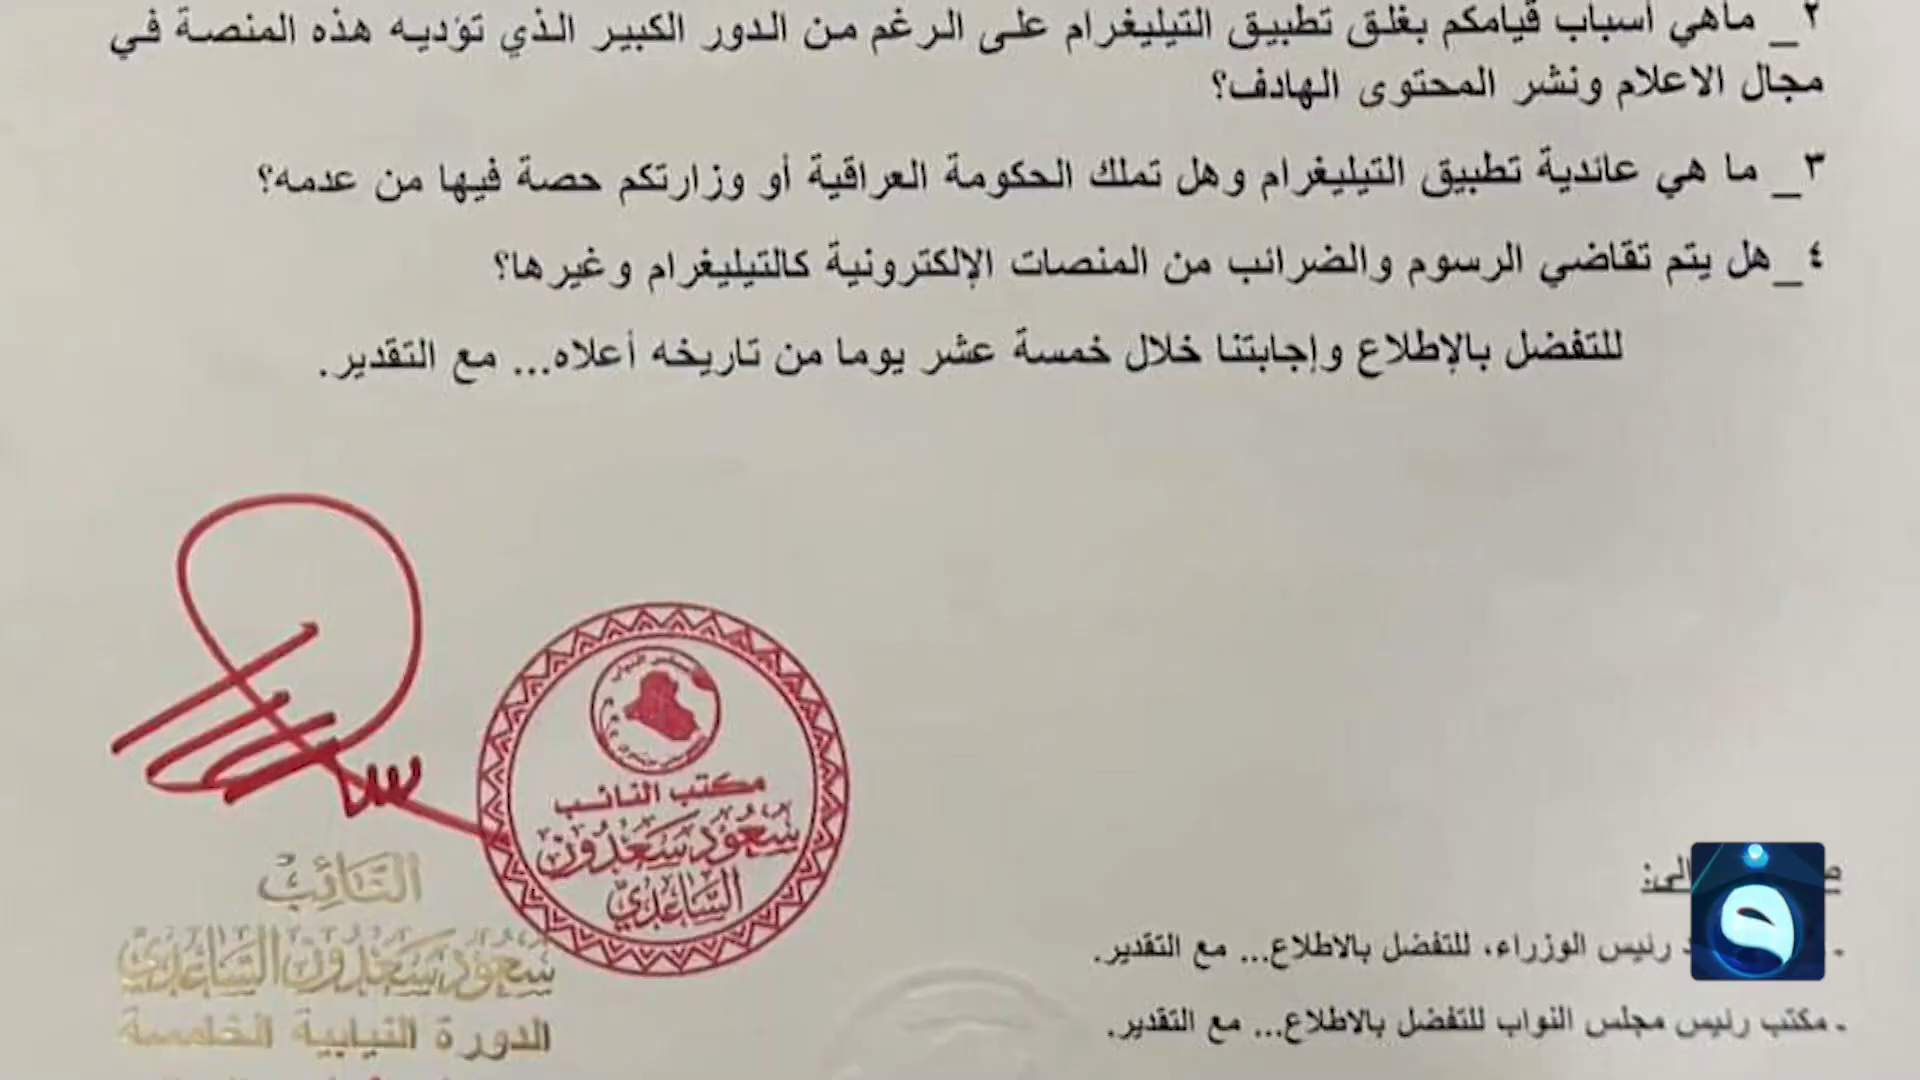 ٢_ ماهي اسباب قيامكم بغلق تطبيق التيليغرام على الرغم من الدور الكبير الذي تؤديه هذه المنصة في
مجال الاعلام ونشر المحتوى الهادف؟
٣_ ما هي عائدية تطبيق التيليغرام وهل تملك الحكومة العراقية أو وزارتكم حصة فيها من عدمه؟
٤_هل يتم تقاضي الرسوم والضرائب من المنصات الإلكترونية كالتيليغرام وغيرها؟
للتفضل بالإطلاع وإجابتنا خلال خمسة عشر يوما من تاريخه أعلاه... مع التقدير.
مجلس النواب
مكتب النائب
سعود سعدون
الساعدي
النائب
سعود سعدون الساعدي
الدورة النيابية الخامسة
رئيس الوزراء، للتفضل بالاطلاع... مع التقدير.
- مكتب رئيس مجلس النواب للتفضل بالاطلاع... مع التقدير.